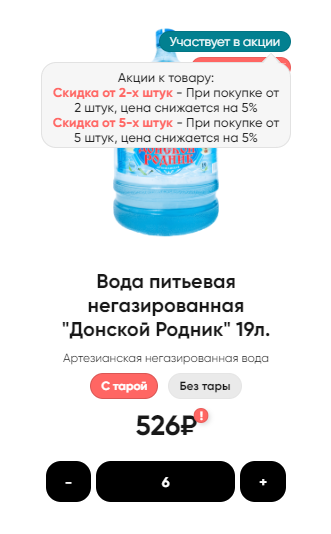 Участвует в акции
Акции к товару:
Скидка от 2-х штук - При покупке от
2 штук, цена снижается на 5%
Скидка от 5-х штук - При покупке от
5 штук, цена снижается на 5%
РОДНИК
Вода питьевая
негазированная
"Донской Родник" 19л.
Артезианская негазированная вода
С тарой Без тары
526₽ !
- 6 +